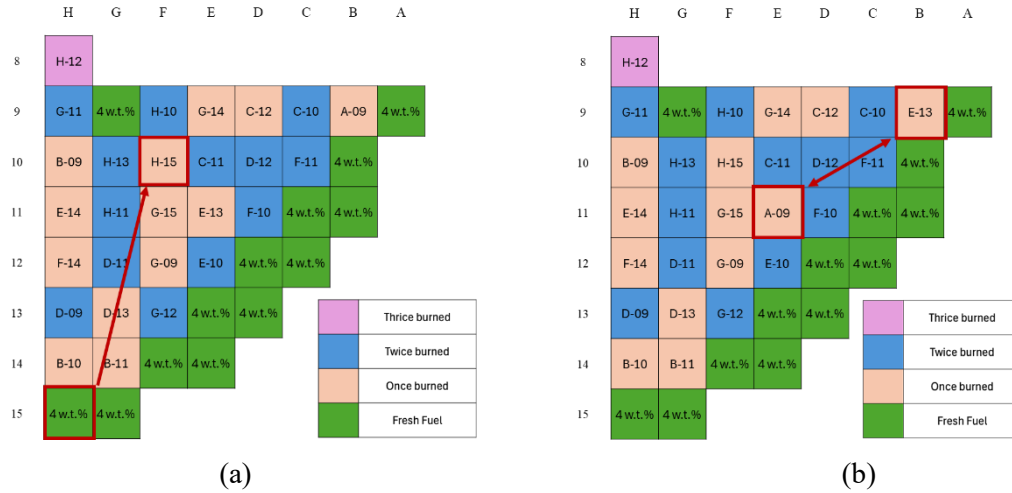 H G F E D C B A
8 H-12
9 G-11 4 w.t.% H-10 G-14 C-12 C-10 A-09 4 w.t.%
10 B-09 H-13 H-15 C-11 D-12 F-11 4 w.t.%
11 E-14 H-11 G-15 E-13 F-10 4 w.t.% 4 w.t.%
12 F-14 D-11 G-09 E-10 4 w.t.% 4 w.t.%
13 D-09 D-13 G-12 4 w.t.% 4 w.t.%
14 B-10 B-11 4 w.t.% 4 w.t.%
15 4 w.t.% 4 w.t.%
Thrice burned
Twice burned
Once burned
Fresh Fuel
(a)
H G F E D C B A
8 H-12
9 G-11 4 w.t.% H-10 G-14 C-12 C-10 E-13 4 w.t.%
10 B-09 H-13 H-15 C-11 D-12 F-11 4 w.t.%
11 E-14 H-11 G-15 A-09 F-10 4 w.t.% 4 w.t.%
12 F-14 D-11 G-09 E-10 4 w.t.% 4 w.t.%
13 D-09 D-13 G-12 4 w.t.% 4 w.t.%
14 B-10 B-11 4 w.t.% 4 w.t.%
15 4 w.t.% 4 w.t.%
Thrice burned
Twice burned
Once burned
Fresh Fuel
(b)